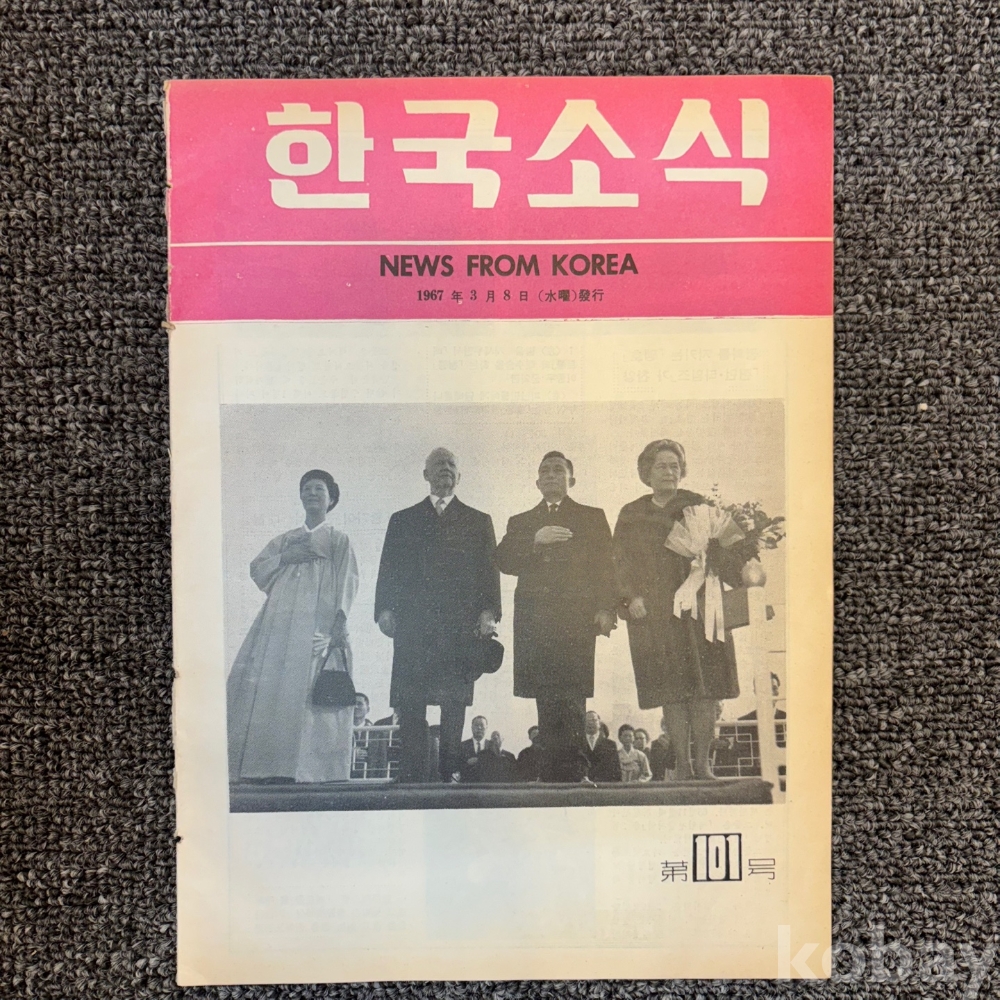 한국소식
NEWS FROM KOREA
1967 年 3 月 8 日 (水曜) 發行
第 101 号
kobay